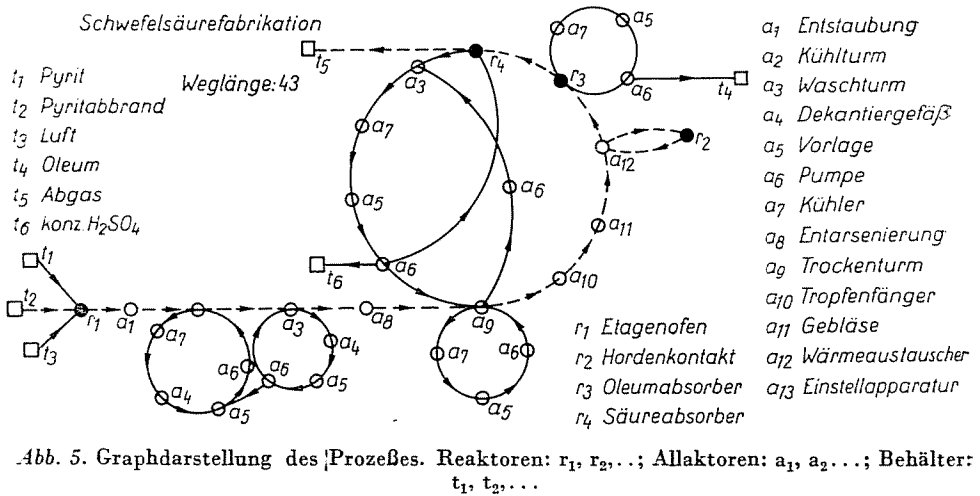 Schwefelsäurefabrikation
Weglänge: 43
t1 Pyrit
t2 Pyritabbrand
t3 Luft
t4 Oleum
t5 Abgas
t6 konz. H2SO4
t5
r4
a3
a7
a5
a6
t6
a6
a7
a5
r3
a6
t4
a12
r2
a11
a10
t1
t2
t3
r1
a1
a7
a4
a5
a6
a3
a4
a5
a6
a8
a9
a7
a6
a5
a1 Entstaubung
a2 Kühlturm
a3 Waschturm
a4 Dekantiergefäß
a5 Vorlage
a6 Pumpe
a7 Kühler
a8 Entarsenierung
a9 Trockenturm
a10 Tropfenfänger
a11 Gebläse
a12 Wärmeaustauscher
a13 Einstellapparatur
r1 Etagenofen
r2 Hordenkontakt
r3 Oleumabsorber
r4 Säureabsorber
Abb. 5. Graphdarstellung des Prozeßes. Reaktoren: r1, r2,..; Allaktoren: a1, a2...; Behälter:
t1, t2,...